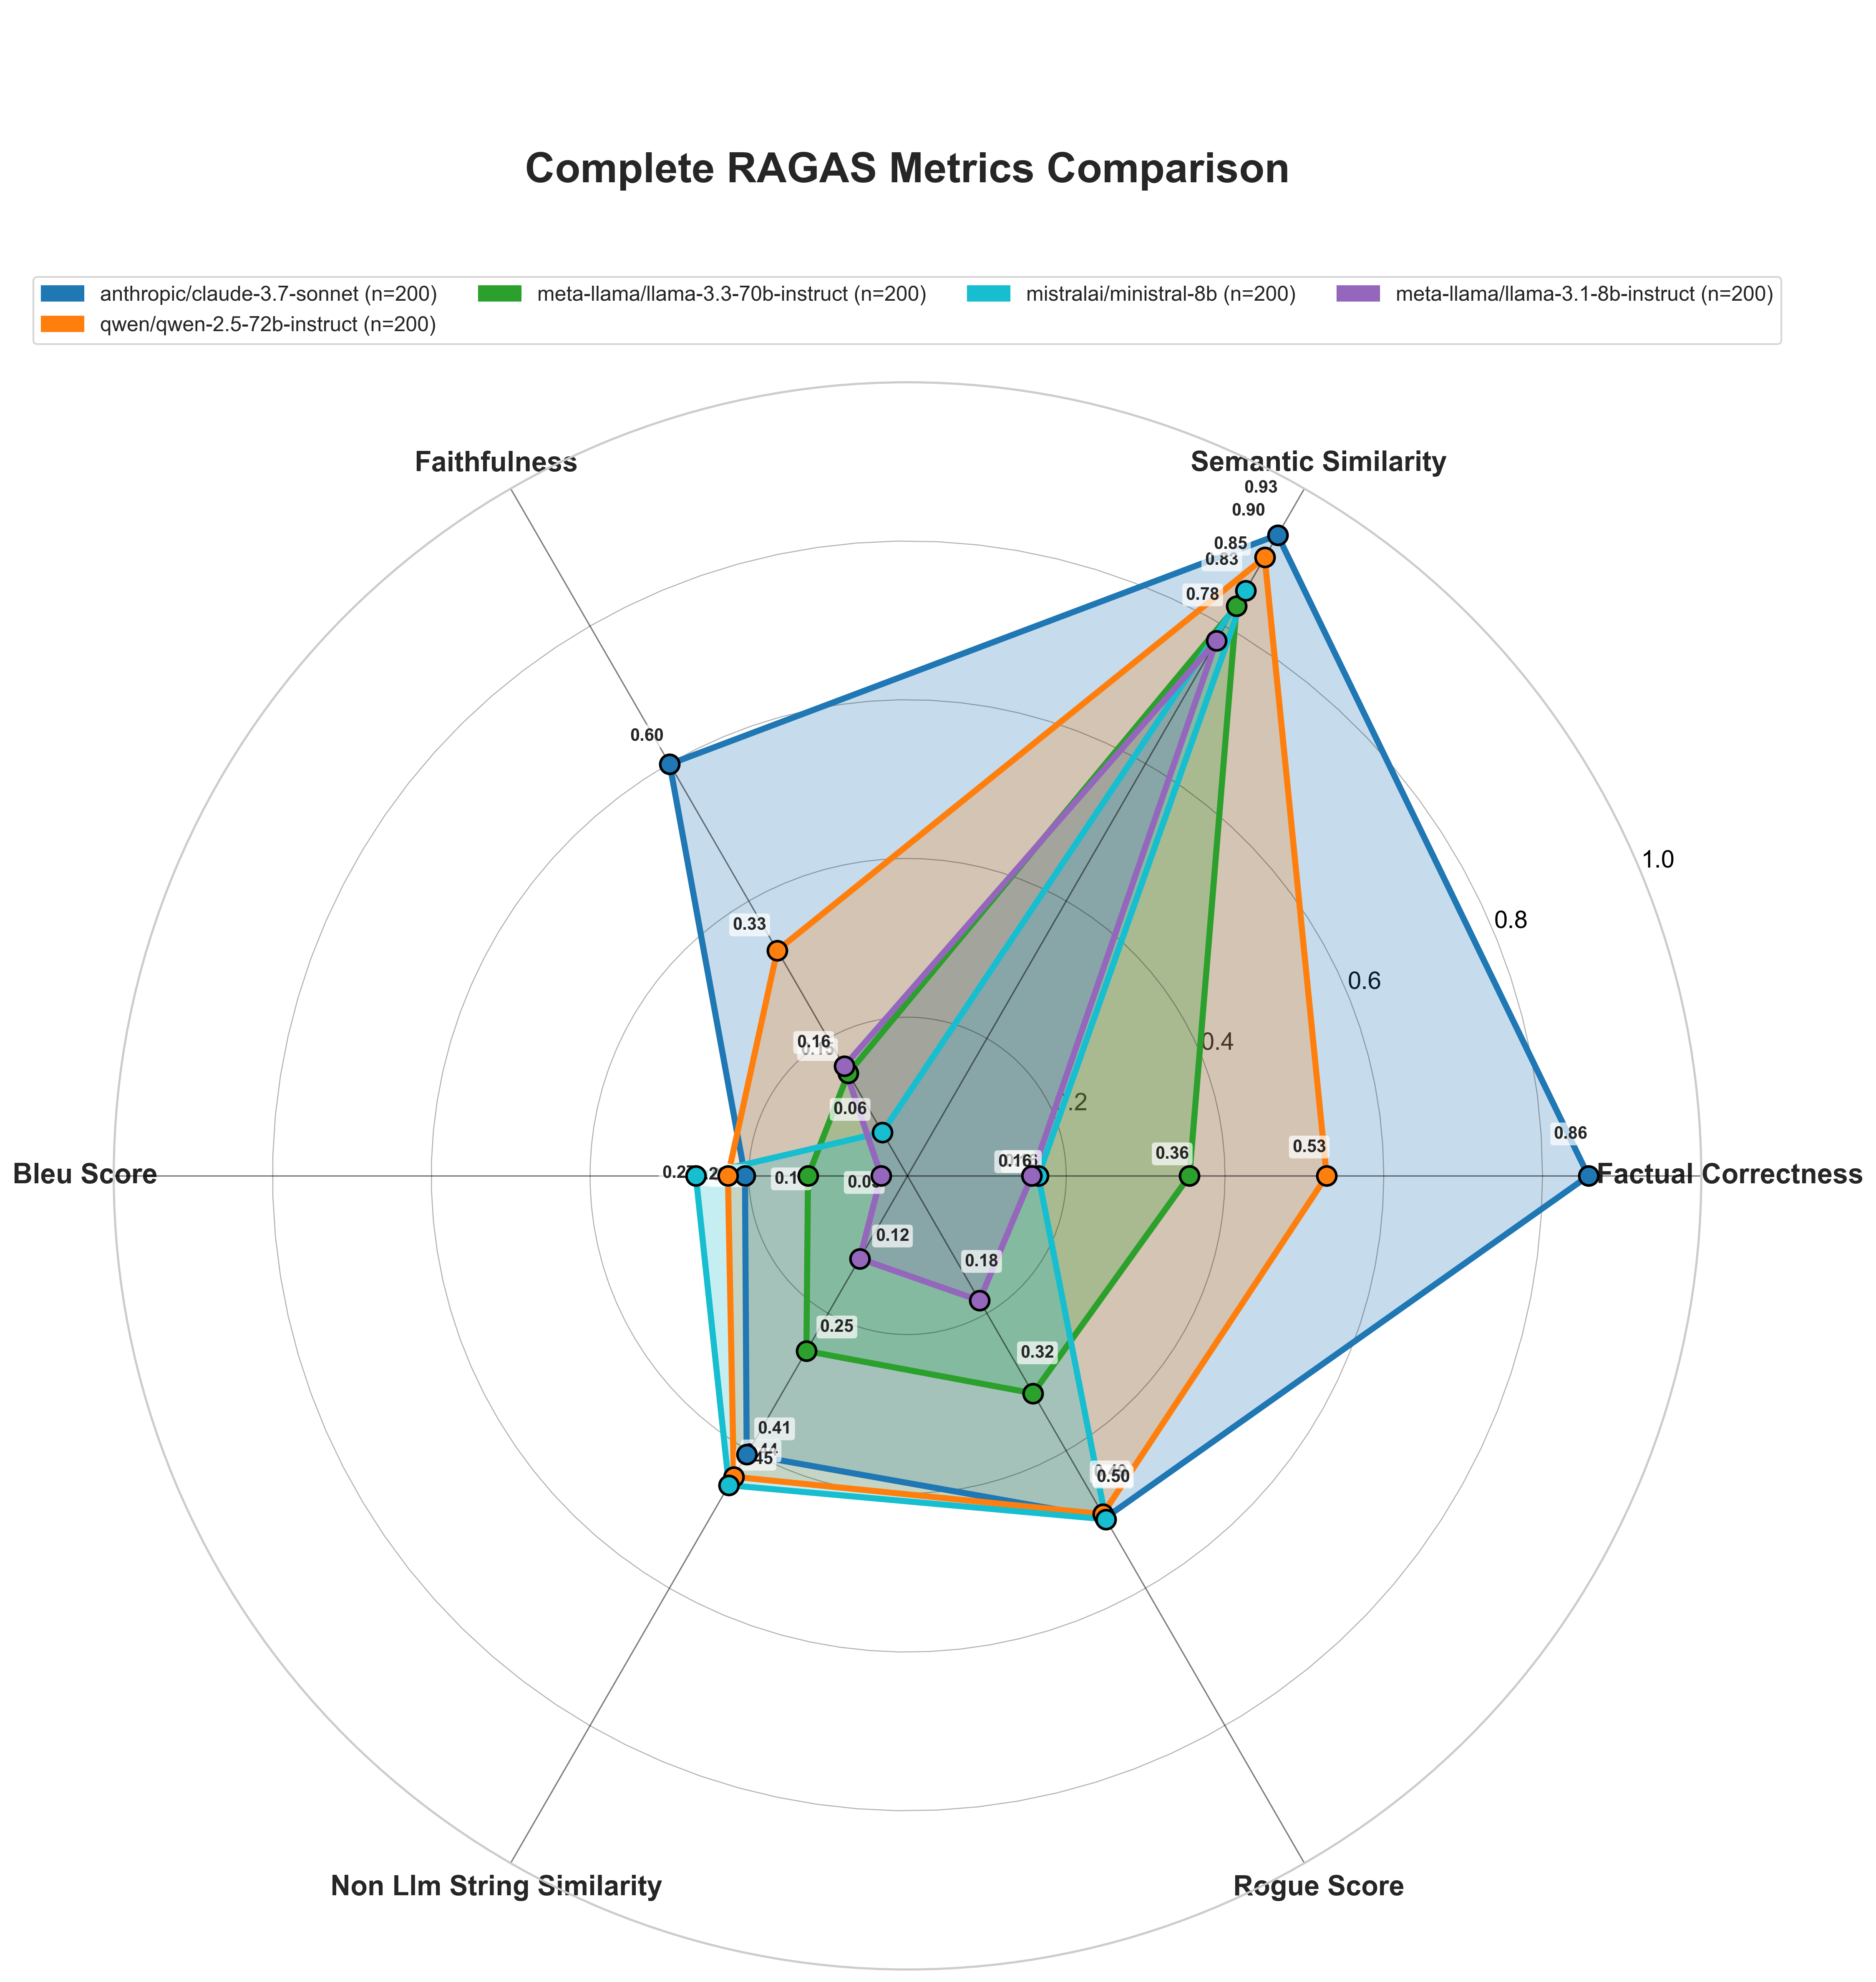 Complete RAGAS Metrics Comparison
anthropic/claude-3.7-sonnet (n=200)
meta-llama/llama-3.3-70b-instruct (n=200)
mistralai/ministral-8b (n=200)
meta-llama/llama-3.1-8b-instruct (n=200)
qwen/qwen-2.5-72b-instruct (n=200)
Faithfulness
Semantic Similarity
0.93
0.90
0.85
0.83
0.78
0.60
1.0
0.8
0.6
0.4
0.33
0.16
0.06
0.86
0.53
0.36
0.16
Bleu Score
Factual Correctness
0.12
0.18
0.25
0.32
0.41
0.50
Non Llm String Similarity
Rogue Score